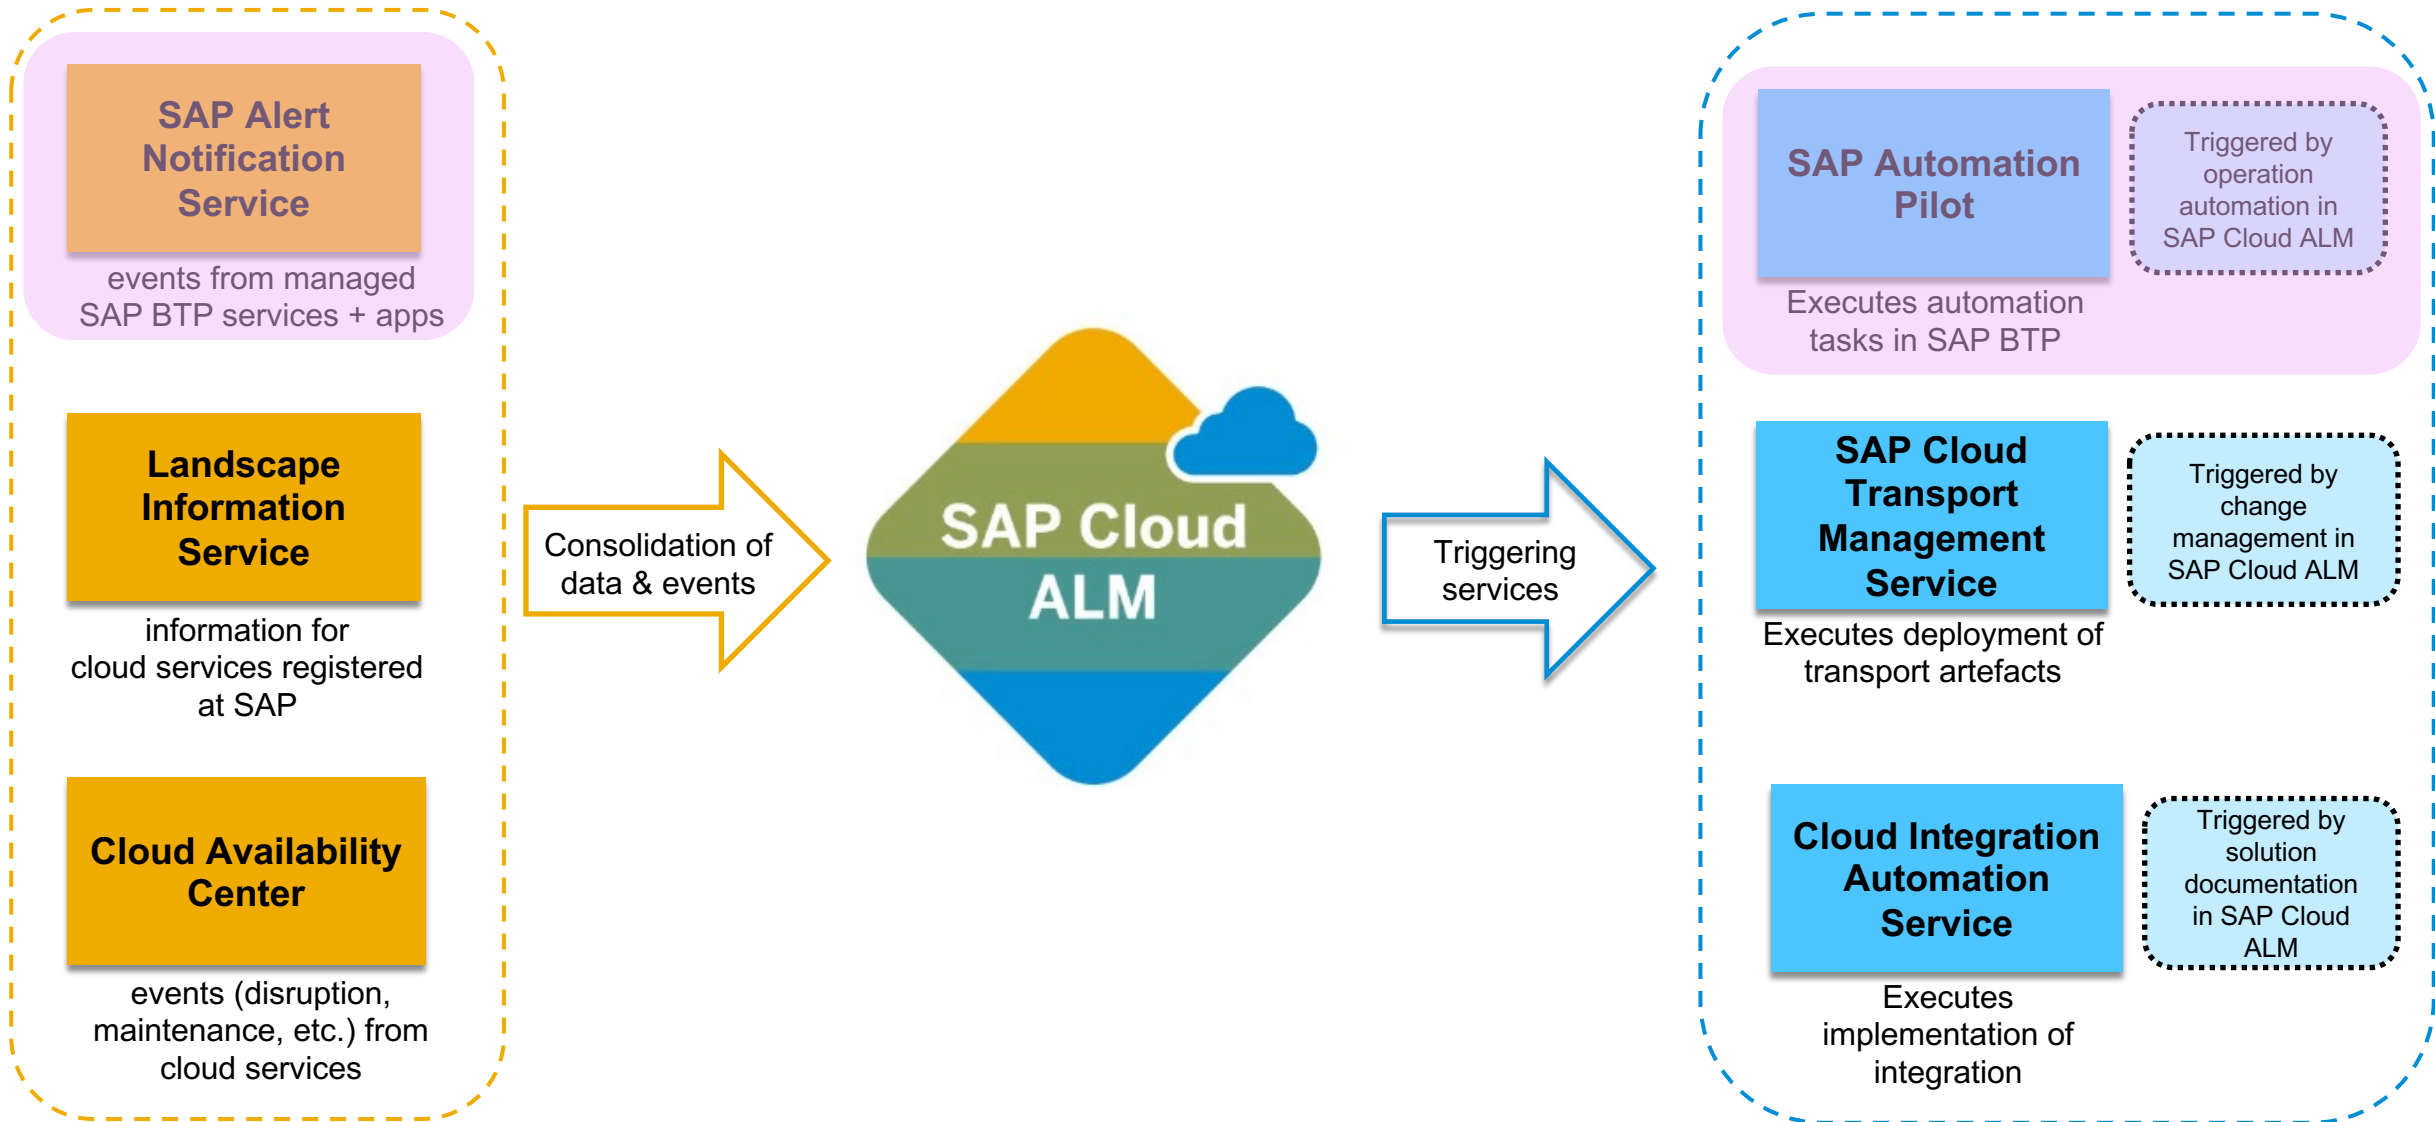 SAP Alert
Notification
Service
events from managed
SAP BTP services + apps
Landscape
Information
Service
information for
cloud services registered
at SAP
Cloud Availability
Center
events (disruption,
maintenance, etc.) from
cloud services
Consolidation of
data & events
SAP Cloud
ALM
Triggering
services
SAP Automation
Pilot
Executes automation
tasks in SAP BTP
Triggered by
operation
automation in
SAP Cloud ALM
SAP Cloud
Transport
Management
Service
Executes deployment of
transport artefacts
Triggered by
change
management in
SAP Cloud ALM
Cloud Integration
Automation
Service
Executes
implementation of
integration
Triggered by
solution
documentation
in SAP Cloud
ALM